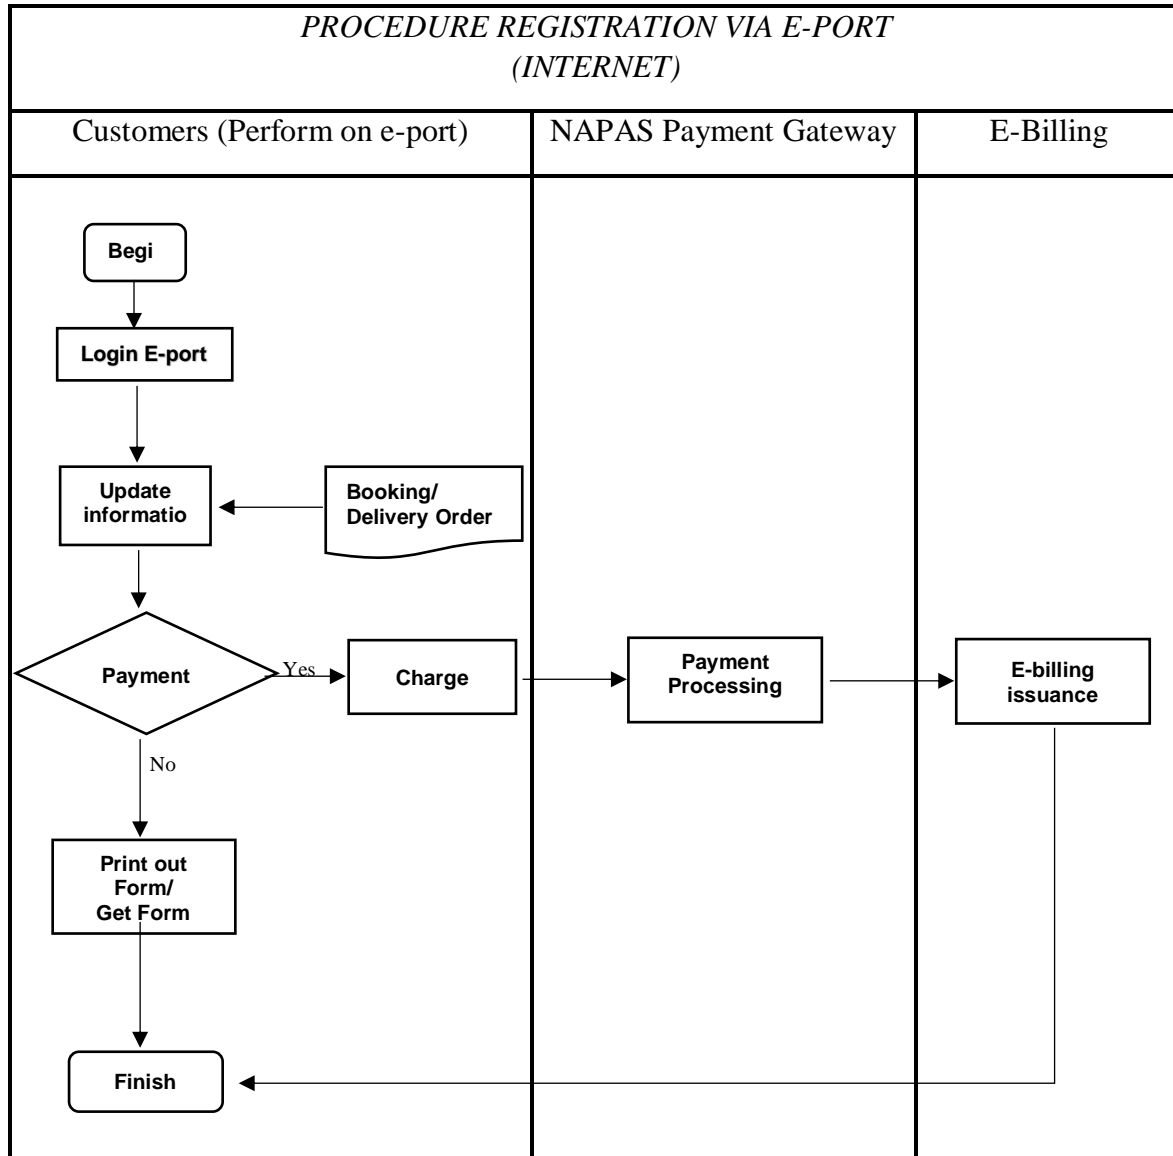 PROCEDURE REGISTRATION VIA E-PORT
(INTERNET)
Customers (Perform on e-port)
NAPAS Payment Gateway
E-Billing
Begi
Login E-port
Update
informatio
Booking/
Delivery Order
Payment
Yes
Charge
Payment
Processing
E-billing
issuance
No
Print out
Form/
Get Form
Finish